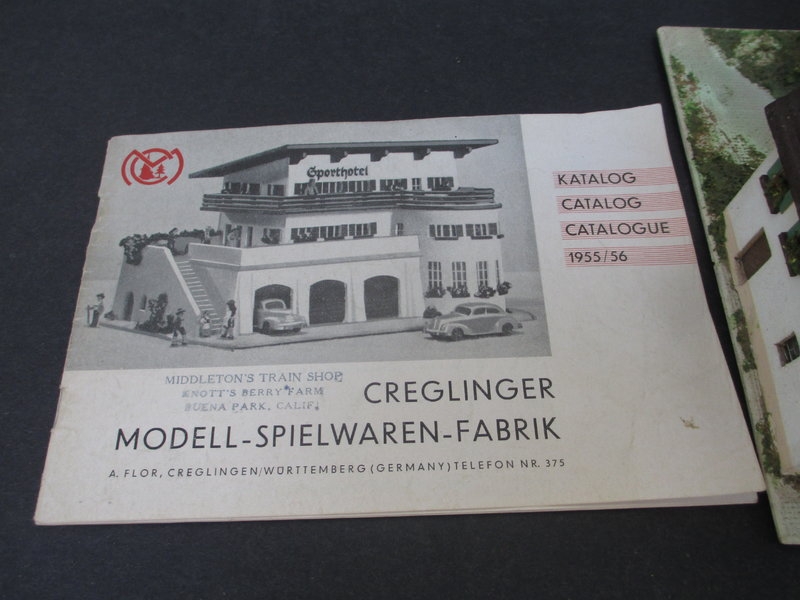 Sporthotel
KATALOG
CATALOG
CATALOGUE
1955/56
MIDDLETON'S TRAIN SHOP
KNOTT'S BERRY FARM
BUENA PARK, CALIF.
CREGLINGER
MODELL-SPIELWAREN-FABRIK
A. FLOR, CREGLINGEN/WÜRTTEMBERG (GERMANY) TELEFON NR. 375